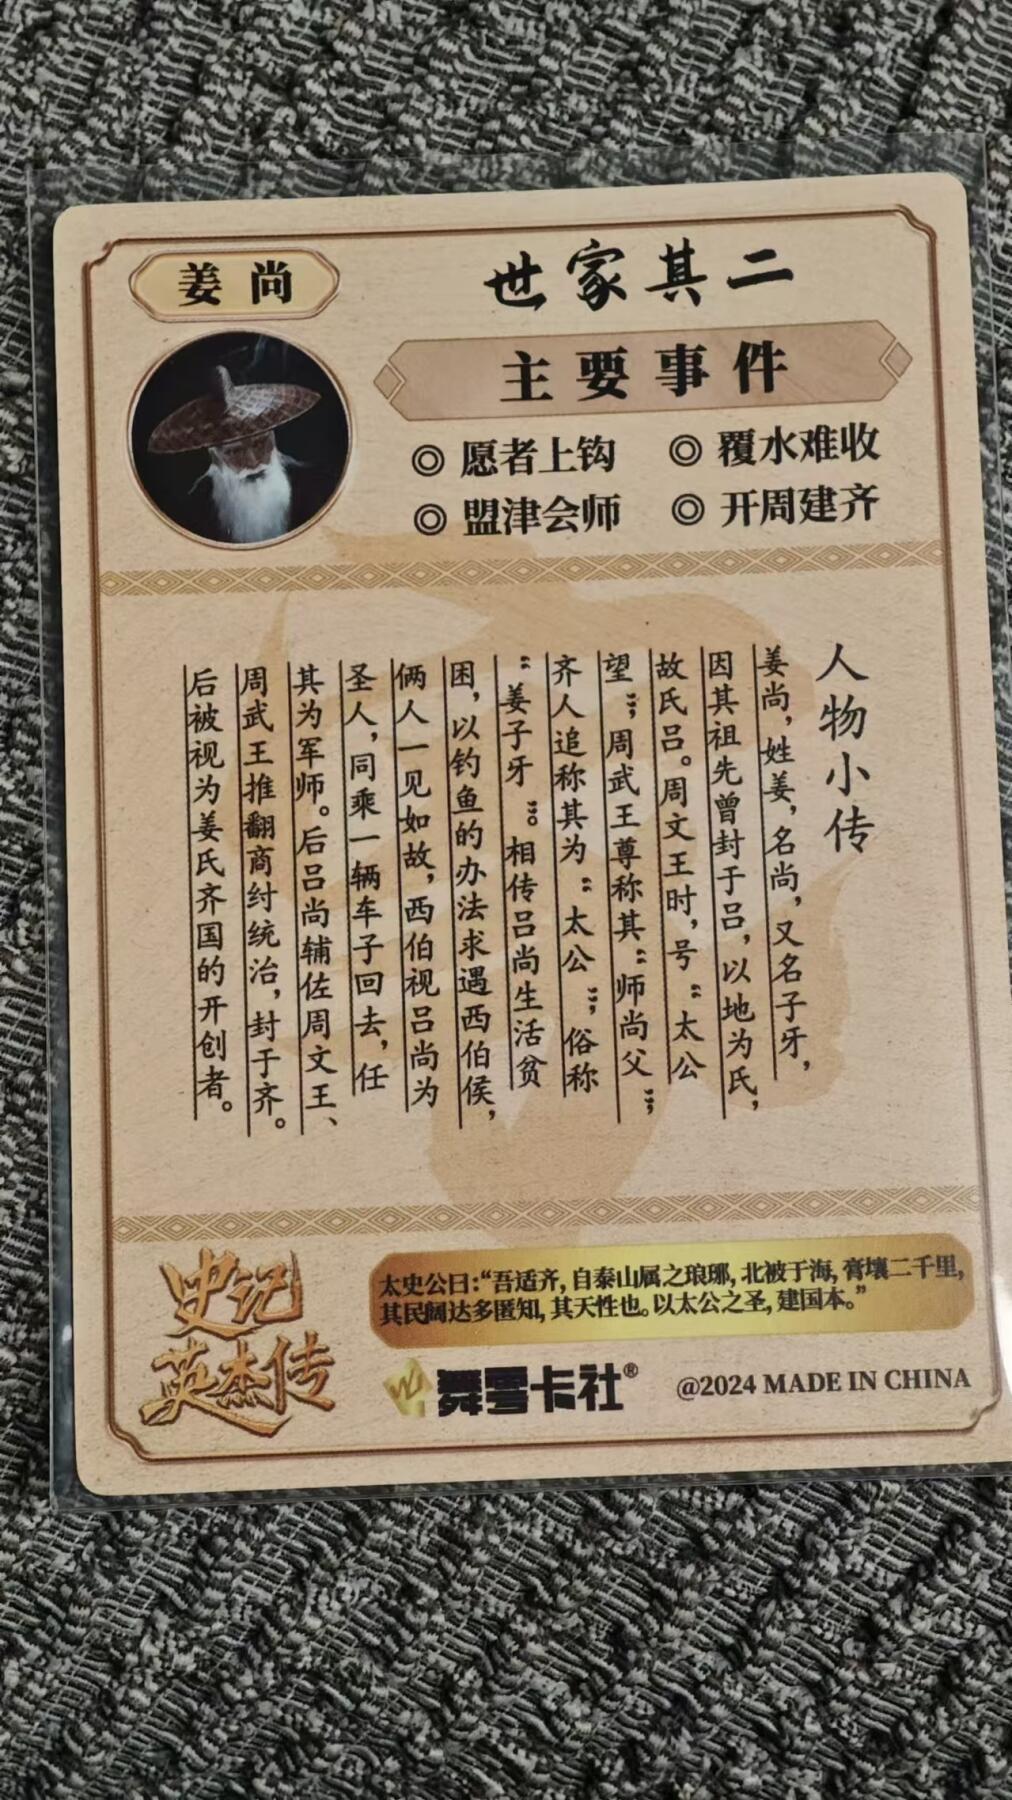 姜尚
世家其二
主要事件
◎ 愿者上钩
◎ 覆水难收
◎ 盟津会师
◎ 开周建齐
人物小传
姜尚，姓姜，名尚，又名子牙，
因其祖先曾封于吕，以地为氏，
故氏吕。周文王时，号“太公
望”，周武王尊称其“师尚父”，
齐人追称其为“太公”，俗称
“姜子牙”。相传吕尚生活贫
困，以钓鱼的办法求遇西伯侯，
俩人一见如故，西伯视吕尚为
圣人，同乘一辆车子回去，任
其为军师。后吕尚辅佐周文王、
周武王推翻商纣统治，封于齐。
后被视为姜氏齐国的开创者。
史记
英杰传
太史公曰：“吾适齐，自泰山属之琅琊，北被于海，膏壤二千里，
其民阔达多匿知，其天性也。以太公之圣，建国本。”
舞雩卡社®
@2024 MADE IN CHINA